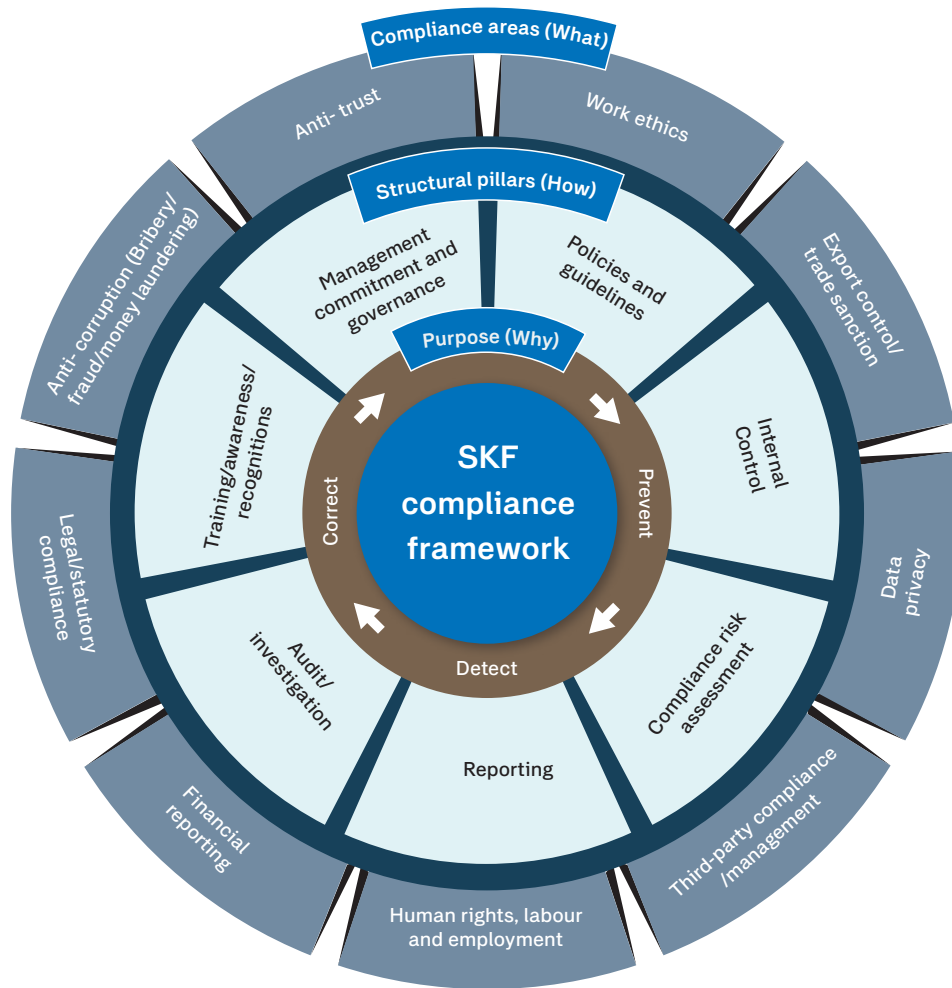 Compliance areas (What)
Anti- trust
Work ethics
Export control/
trade sanction
Data
privacy
Third-party compliance
/management
Human rights, labour
and employment
Financial
reporting
Legal/statutory
compliance
Anti- corruption (Bribery/
fraud/money laundering)
Structural pillars (How)
Management
commitment and
governance
Policies and
guidelines
Internal
Control
Compliance risk
assessment
Reporting
Audit/
investigation
Training/awareness/
recognitions
Purpose (Why)
Prevent
Detect
Correct
SKF
compliance
framework